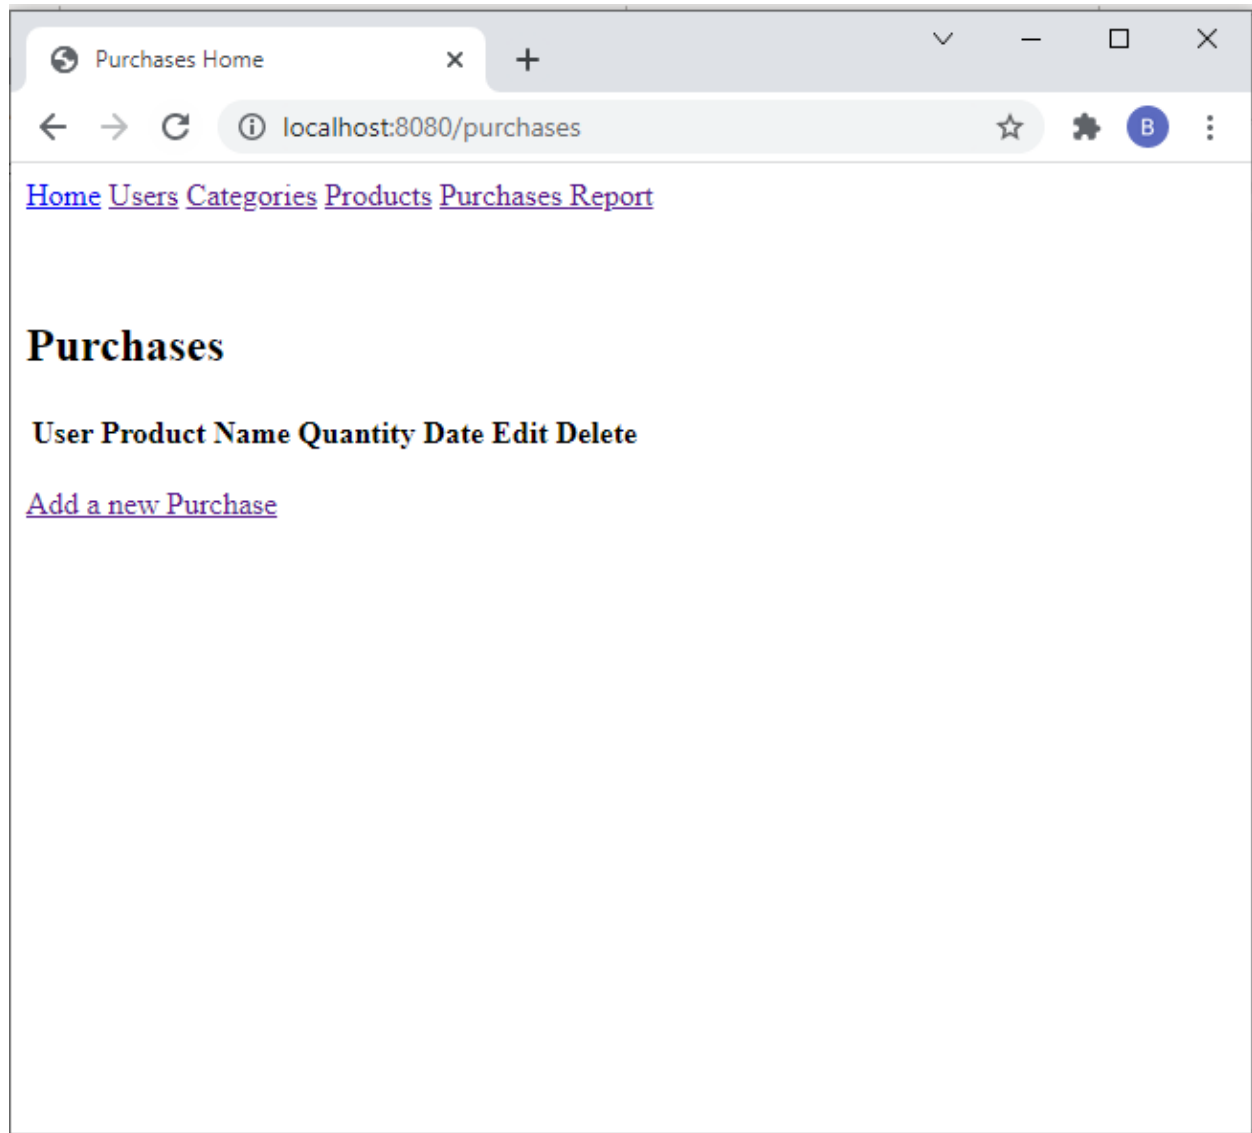 Purchases Home
localhost:8080/purchases
B
Home Users Categories Products Purchases Report
Purchases
User Product Name Quantity Date Edit Delete
Add a new Purchase